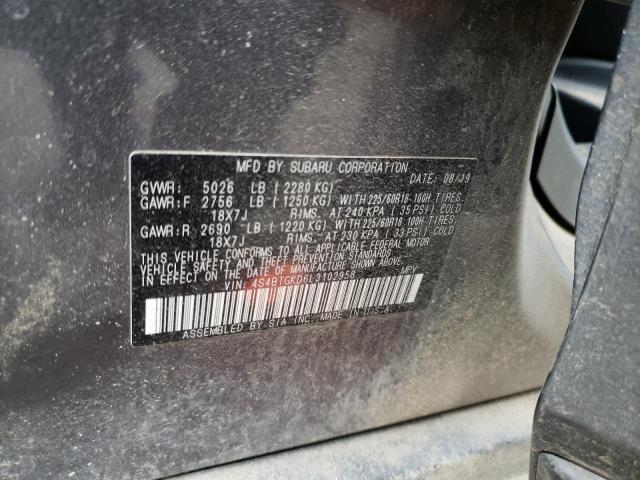 MFD BY SUBARU CORPORATION
DATE: 08/19
GVWR: 5026 LB (2280 KG)
GAWR:F 2756 LB (1250 KG) WITH 225/60R18 100H TIRES,
18X7J RIMS, AT 240 KPA (35 PSI) COLD
GAWR:R 2690 LB (1220 KG) WITH 225/60R18 100H TIRES,
18X7J RIMS, AT 230 KPA (33 PSI) COLD
THIS VEHICLE CONFORMS TO ALL APPLICABLE FEDERAL MOTOR
VEHICLE SAFETY AND THEFT PREVENTION STANDARDS
IN EFFECT ON THE DATE OF MANUFACTURE SHOWN ABOVE.
VIN: 4S4BTGKD6L3102958 MPV
ASSEMBLED BY SIA INC. MADE IN U.S.A.